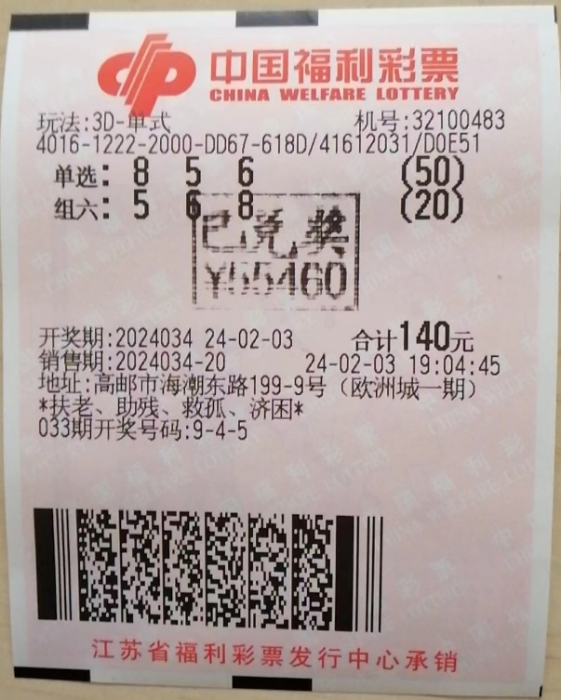 中国福利彩票
CHINA WELFARE LOTTERY
玩法:3D-单式 机号:32100483
4016-1222-2000-DD67-618D/41612031/D0E51
单选: 8 5 6 (50)
组六: 5 6 8 (20)
已兑奖
¥55460
开奖期:2024034 24-02-03 合计140元
销售期:2024034-20 24-02-03 19:04:45
地址:高邮市海潮东路199-9号（欧洲城一期）
*扶老、助残、救孤、济困*
033期开奖号码:9-4-5
江苏省福利彩票发行中心承销